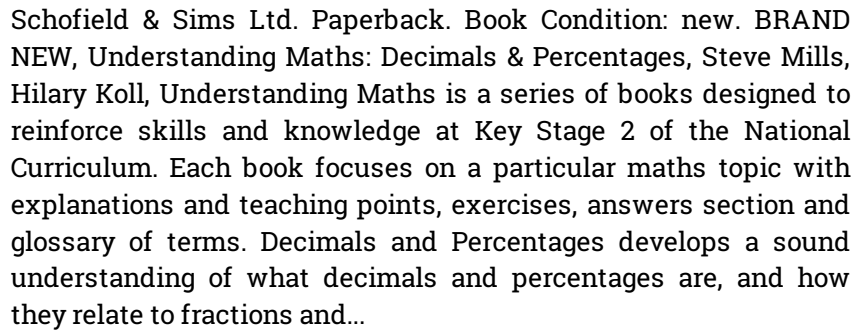 Schofield & Sims Ltd. Paperback. Book Condition: new. BRAND
NEW, Understanding Maths: Decimals & Percentages, Steve Mills,
Hilary Koll, Understanding Maths is a series of books designed to
reinforce skills and knowledge at Key Stage 2 of the National
Curriculum. Each book focuses on a particular maths topic with
explanations and teaching points, exercises, answers section and
glossary of terms. Decimals and Percentages develops a sound
understanding of what decimals and percentages are, and how
they relate to fractions and...